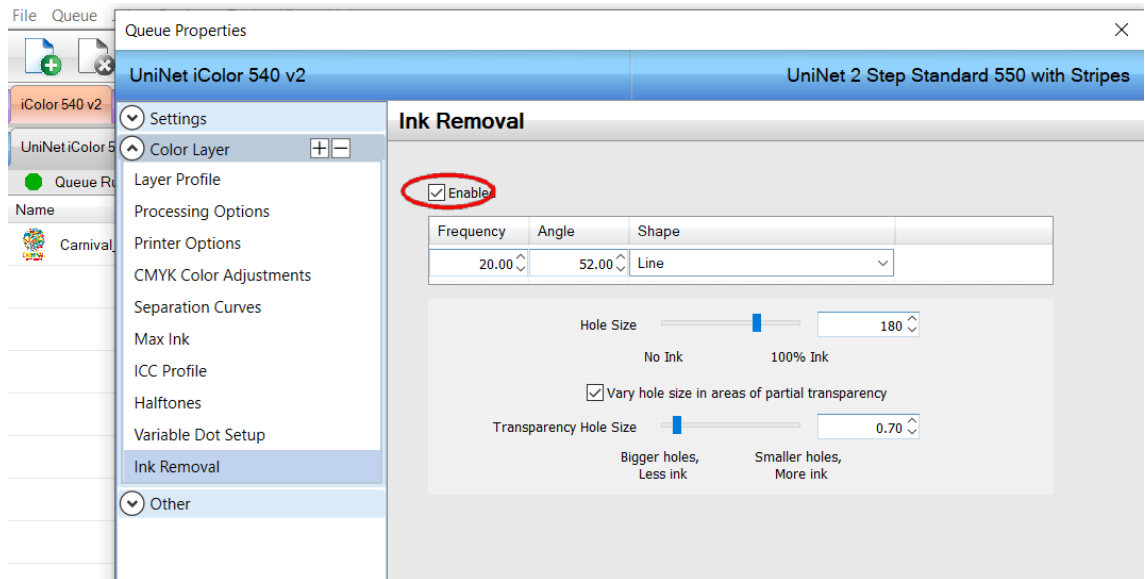 File Queue
Queue Properties
UniNet iColor 540 v2 UniNet 2 Step Standard 550 with Stripes
iColor 540 v2
Settings
Ink Removal
UniNet iColor 5
Color Layer
Queue Ru
Layer Profile
Enabled
Name
Processing Options
Frequency Angle Shape
Carnival_
Printer Options
20.00 52.00 Line
CMYK Color Adjustments
Separation Curves
Hole Size 180
Max Ink
No Ink 100% Ink
ICC Profile
Vary hole size in areas of partial transparency
Halftones
Transparency Hole Size 0.70
Variable Dot Setup
Bigger holes, Smaller holes,
Less ink More ink
Ink Removal
Other